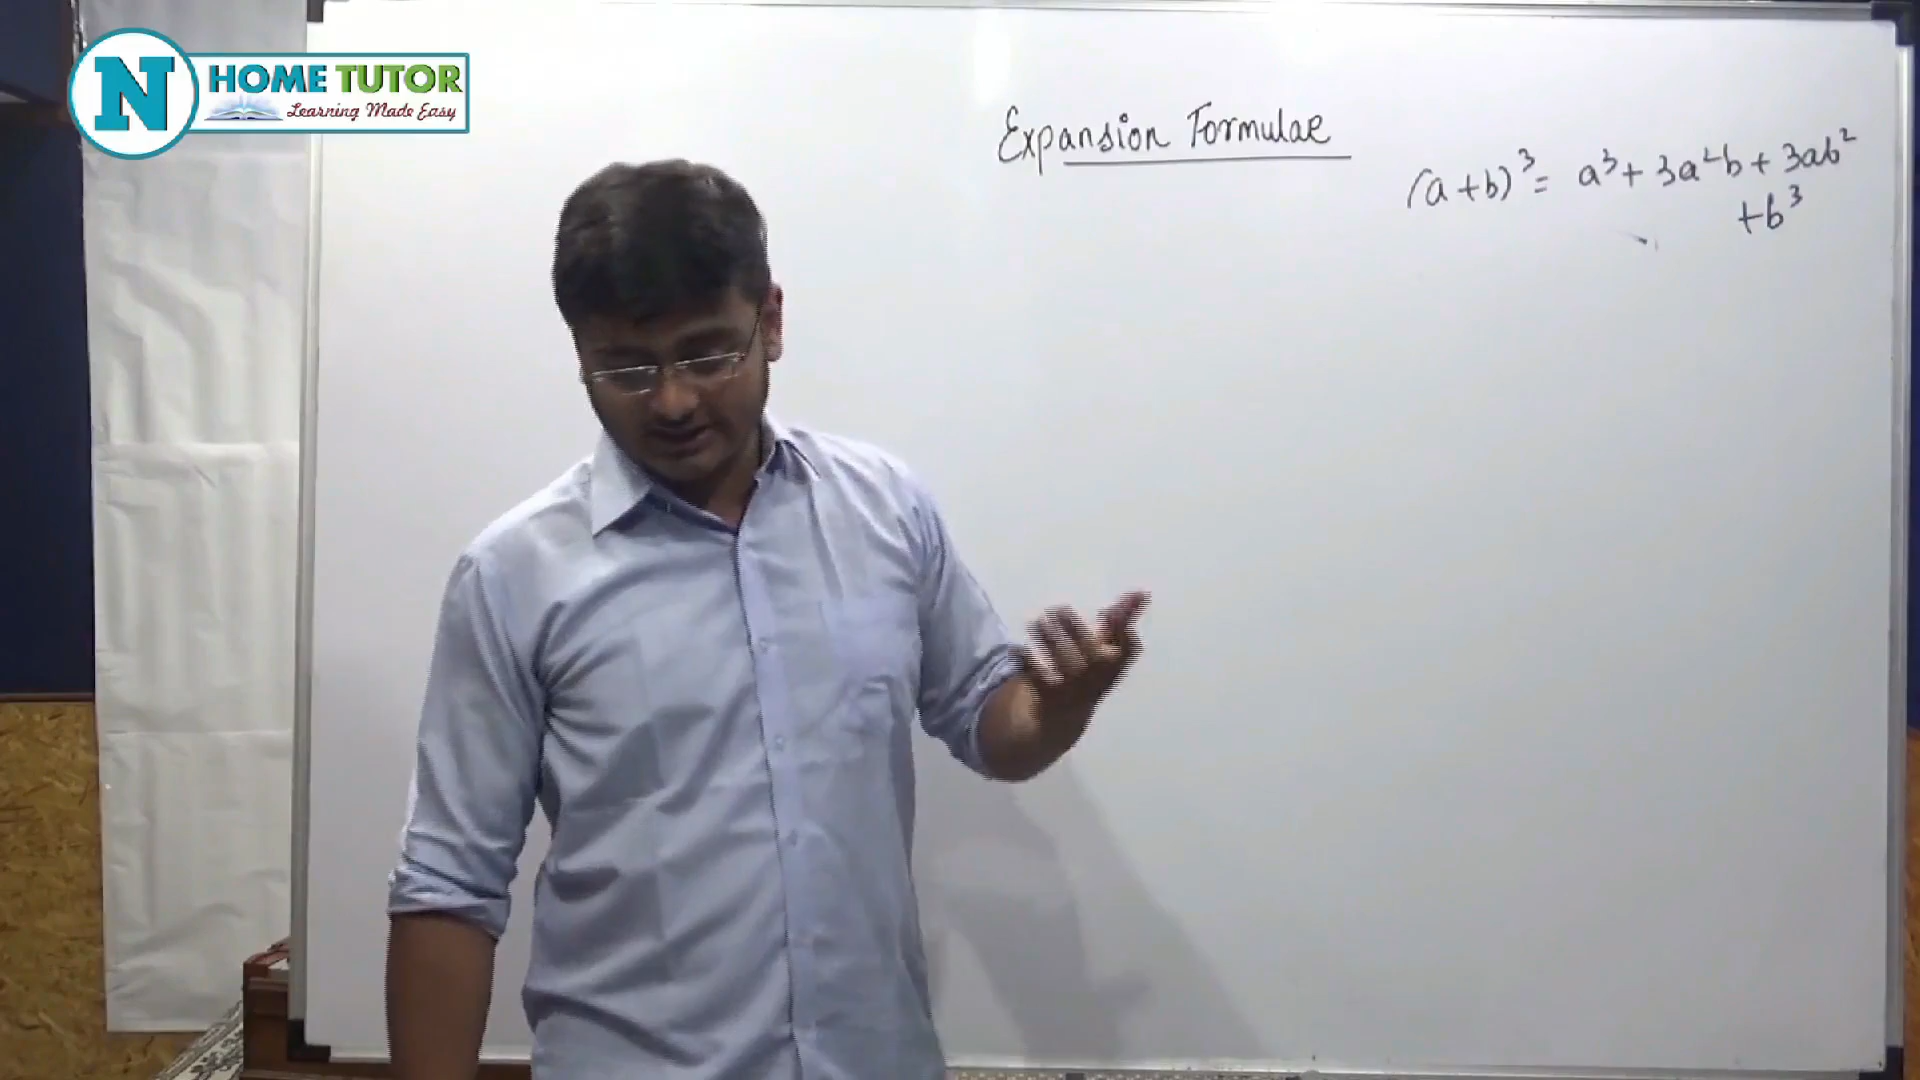 N HOME TUTOR
Learning Made Easy
Expansion Formulae
(a+b)³ = a³ + 3a²b + 3ab²
+b³